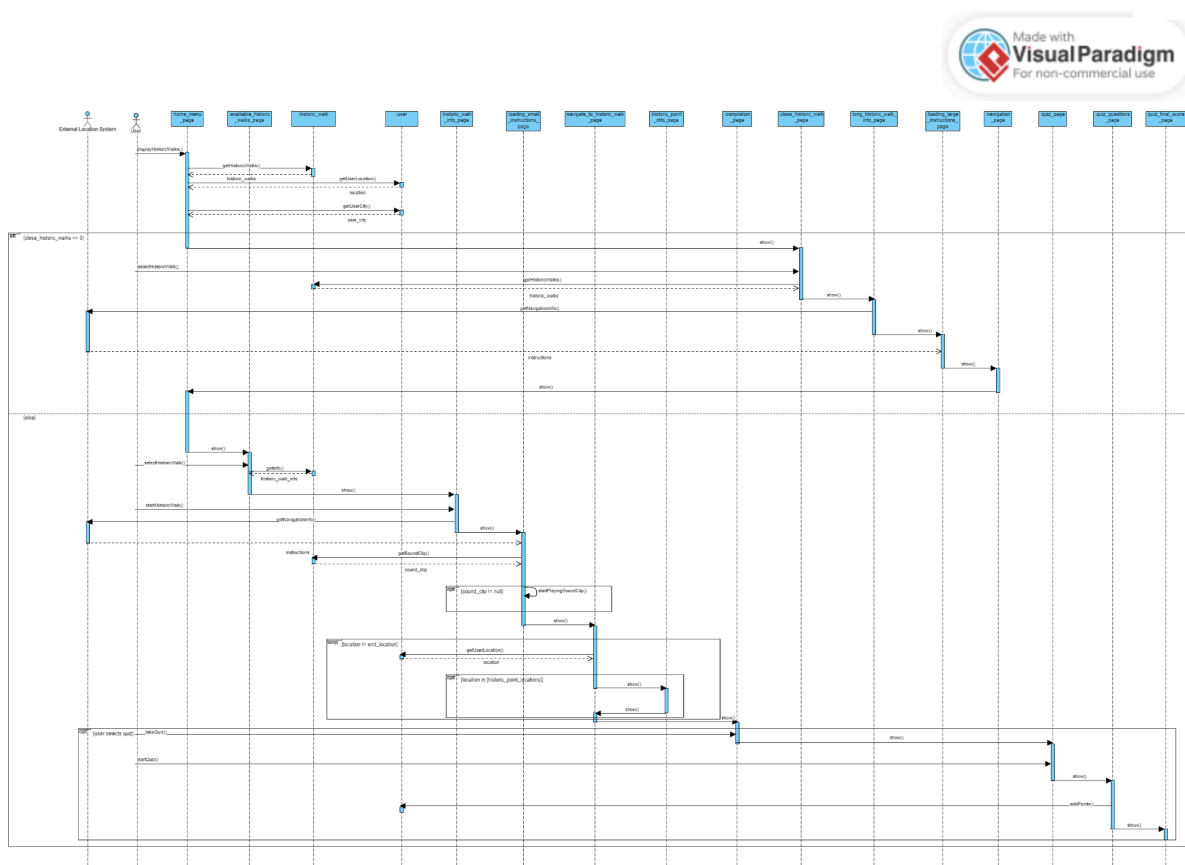 Made with
Visual Paradigm
For non-commercial use
External Location System
User
:home_menu
_page
:available_historic
_walks_page
:historic_walk
:user
:historic_walk
_info_page
:loading_small
_instructions_
page
:navigate_to_historic_walk
_page
:historic_point
_info_page
:completion
_page
:close_historic_walk
_page
:long_historic_walk
info_page
:loading_large
_instructions_
page
:navigation
_page
:quiz_page
:quiz_questions
_page
:quiz_final_score
_page
displayHistoricWalks()
getHistoricWalks()
historic_walks
getUserLocation()
location
getUserCity()
user_city
alt
[close_historic_walks == 0]
show()
selectHistoricWalk()
getHistoricWalks()
historic_walks
show()
getNavigationInfo()
show()
instructions
show()
show()
[else]
show()
selectHistoricWalk()
getInfo()
historic_walk_info
show()
startHistoricWalk()
getNavigationInfo()
show()
instructions
getSoundClip()
sound_clip
opt
[sound_clip != null]
startPlayingSoundClip()
show()
loop
[location != end_location]
getUserLocation()
location
opt
[location in [historic_point_locations]]
show()
show()
show()
opt
[user selects quiz]
takeQuiz()
show()
startQuiz()
show()
addPoints()
show()